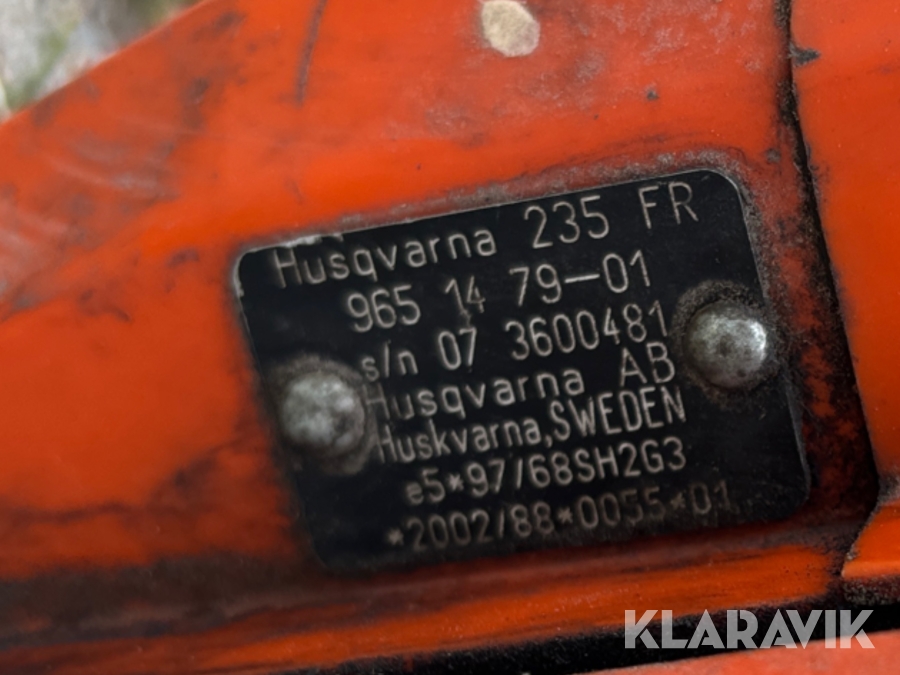 Husqvarna 235 FR
965 14 79-01
s/n 07 3600481
Husqvarna AB
Huskvarna, SWEDEN
e5*97/68SH2G3
*2002/88*0055*01
KLARAVIK